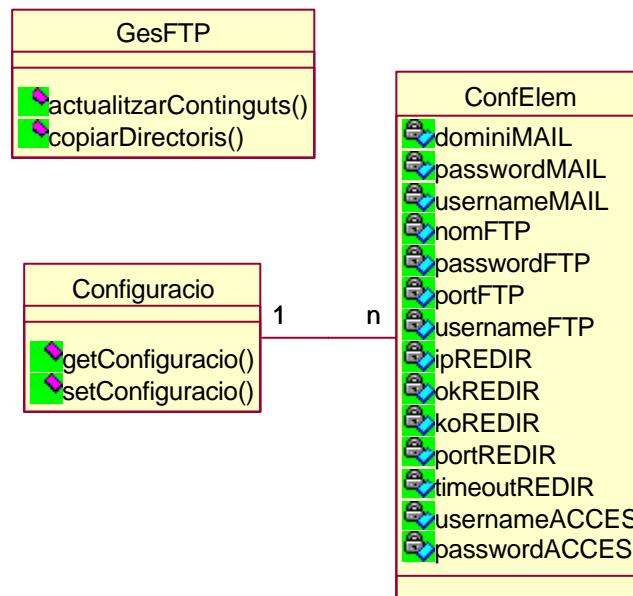 GesFTP
actualitzarContinguts()
copiarDirectoris()
ConfElem
dominiMAIL
passwordMAIL
usernameMAIL
nomFTP
passwordFTP
portFTP
usernameFTP
ipREDIR
okREDIR
koREDIR
portREDIR
timeoutREDIR
usernameACCES
passwordACCES
Configuracio
getConfiguracio()
setConfiguracio()
1 n